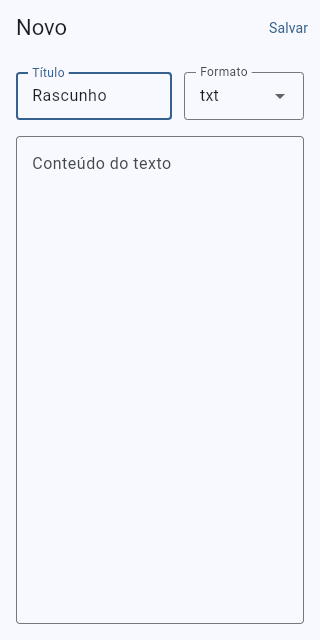 Novo
Salvar
Título
Formato
Rascunho
txt
Conteúdo do texto